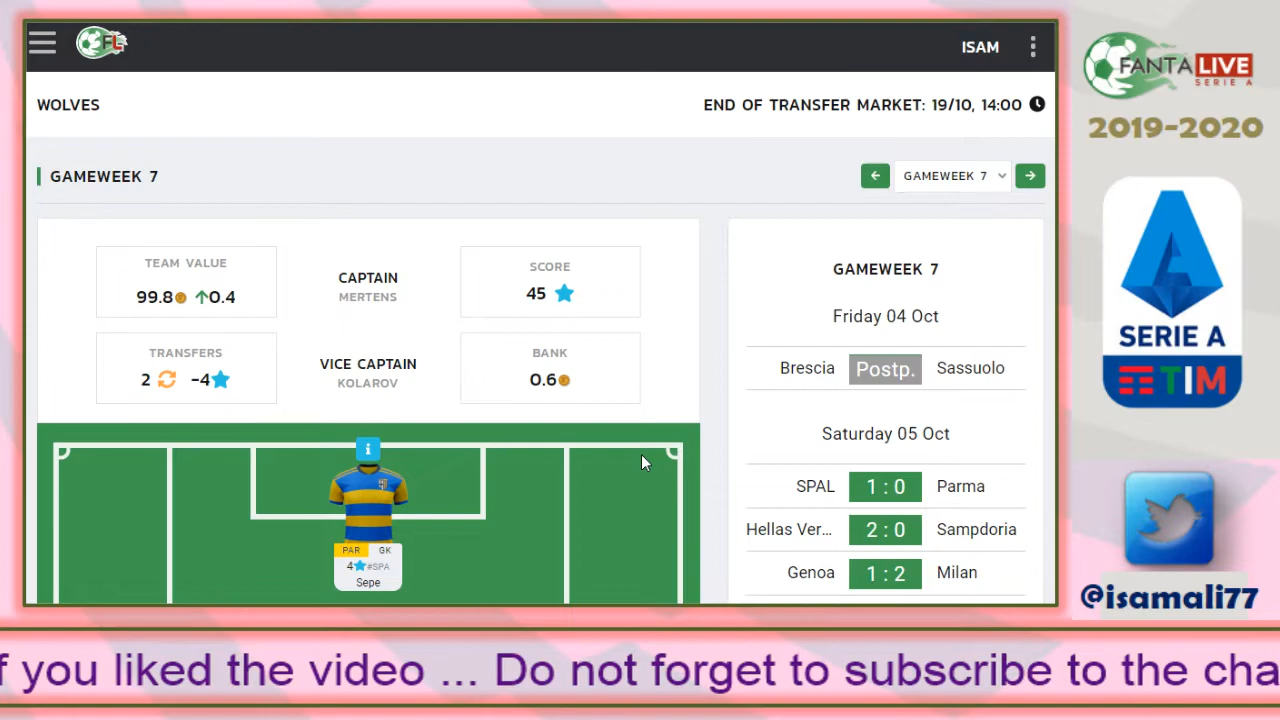 FL
ISAM
WOLVES
END OF TRANSFER MARKET: 19/10, 14:00
GAMEWEEK 7
GAMEWEEK 7
TEAM VALUE
99.8 0.4
CAPTAIN
MERTENS
SCORE
45
TRANSFERS
2 -4
VICE CAPTAIN
KOLAROV
BANK
0.6
i
PAR GK
4 #SPA
Sepe
GAMEWEEK 7
Friday 04 Oct
Brescia Postp. Sassuolo
Saturday 05 Oct
SPAL 1 : 0 Parma
Hellas Ver... 2 : 0 Sampdoria
Genoa 1 : 2 Milan
FANTALIVE
SERIE A
2019-2020
SERIE A
TIM
@isamali77
f you liked the video ... Do not forget to subscribe to the cha